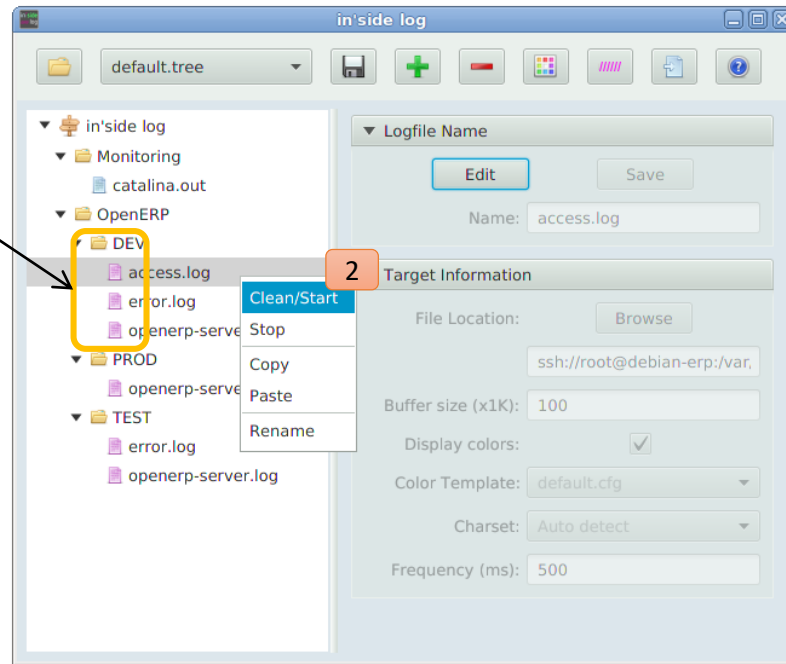 in'side log
default.tree
in'side log
Monitoring
catalina.out
OpenERP
DEV
access.log
error.log
openerp-serve
PROD
openerp-serve
TEST
error.log
openerp-server.log
2
Clean/Start
Stop
Copy
Paste
Rename
Logfile Name
Edit Save
Name: access.log
Target Information
File Location: Browse
ssh://root@debian-erp:/var,
Buffer size (x1K): 100
Display colors:
Color Template: default.cfg
Charset: Auto detect
Frequency (ms): 500